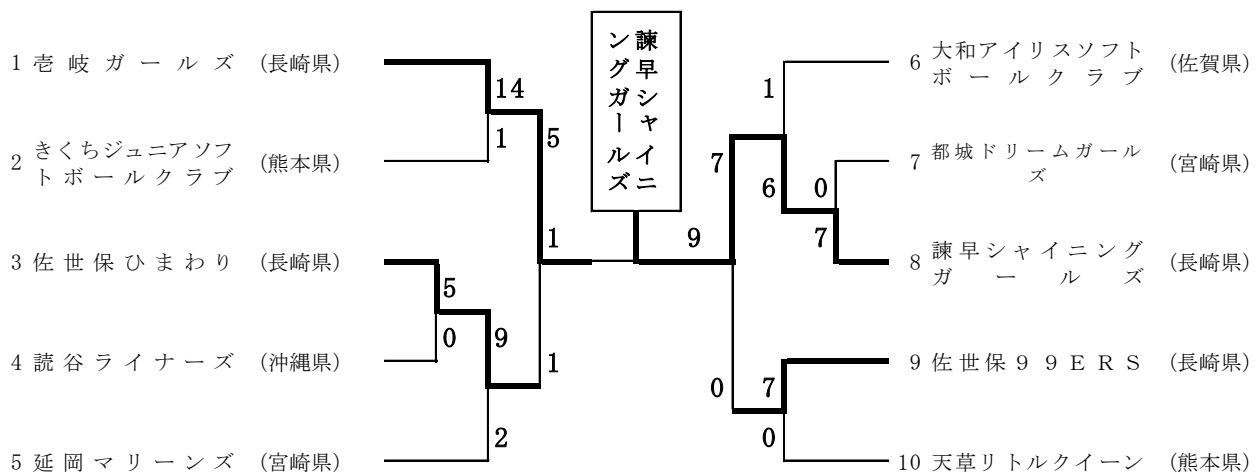 諫早シャイニ
ングガールズ
1 壱岐ガールズ (長崎県)
14
1
5
2 きくちジュニアソフ
トボールクラブ (熊本県)
3 佐世保ひまわり (長崎県)
1
5
0
9
4 読谷ライナーズ (沖縄県)
1
2
5 延岡マリーンズ (宮崎県)
6 大和アイリスソフト
ボールクラブ (佐賀県)
1
7 都城ドリームガール
ズ (宮崎県)
7
6
0
9
7
8 諫早シャイニング
ガールズ (長崎県)
9 佐世保99ERS (長崎県)
0
7
0
10 天草リトルクイーン (熊本県)